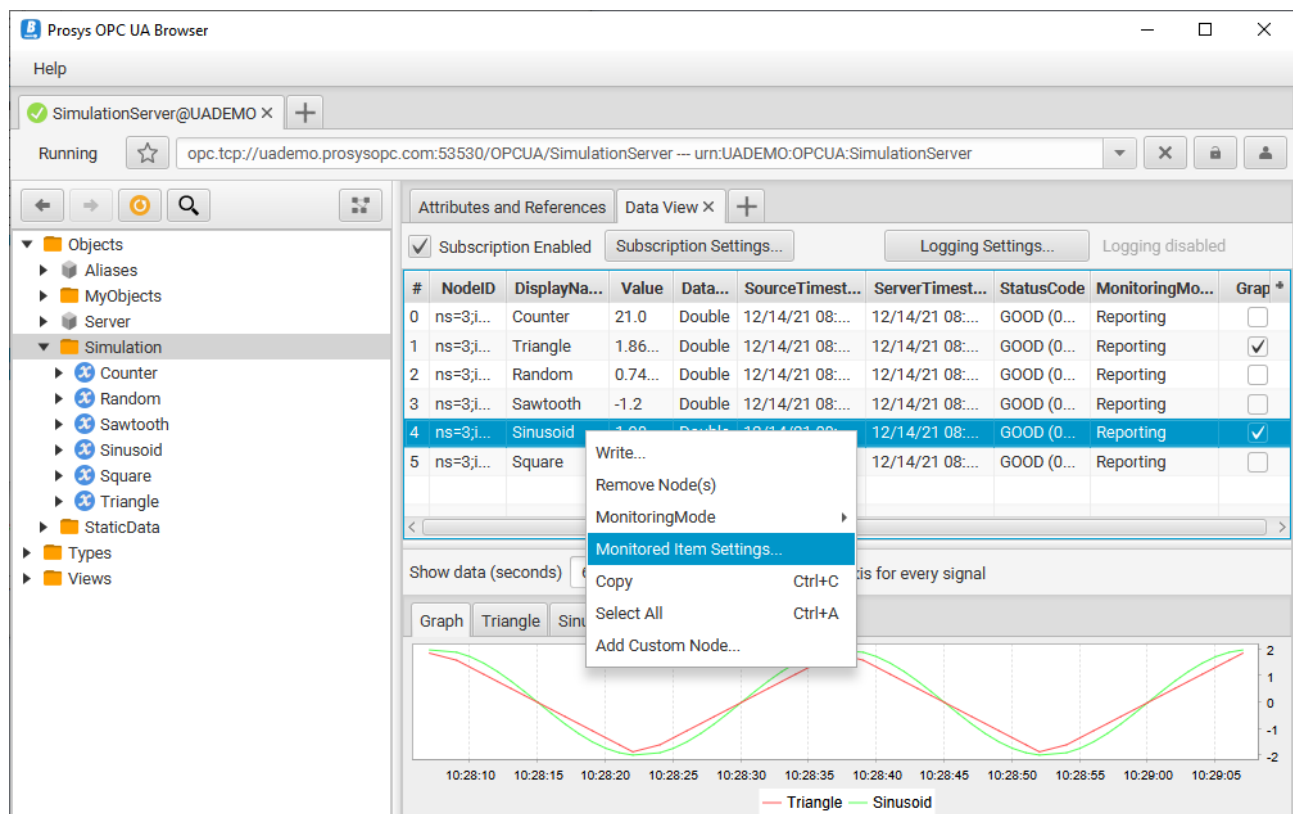 Prosys OPC UA Browser
Help
SimulationServer@UADEMO
Running opc.tcp://uademo.prosysopc.com:53530/OPCUA/SimulationServer --- urn:UADEMO:OPCUA:SimulationServer
Objects
Aliases
MyObjects
Server
Simulation
Counter
Random
Sawtooth
Sinusoid
Square
Triangle
StaticData
Types
Views
Attributes and References Data View
Subscription Enabled Subscription Settings... Logging Settings... Logging disabled
# NodeID DisplayNa... Value Data... SourceTimest... ServerTimest... StatusCode MonitoringMo... Grap
0 ns=3;i... Counter 21.0 Double 12/14/21 08:... 12/14/21 08:... GOOD (0... Reporting
1 ns=3;i... Triangle 1.86... Double 12/14/21 08:... 12/14/21 08:... GOOD (0... Reporting
2 ns=3;i... Random 0.74... Double 12/14/21 08:... 12/14/21 08:... GOOD (0... Reporting
3 ns=3;i... Sawtooth -1.2 Double 12/14/21 08:... 12/14/21 08:... GOOD (0... Reporting
4 ns=3;i... Sinusoid 12/14/21 08:... GOOD (0... Reporting
5 ns=3;i... Square 12/14/21 08:... GOOD (0... Reporting
Write...
Remove Node(s)
MonitoringMode
Monitored Item Settings...
Copy Ctrl+C
Select All Ctrl+A
Add Custom Node...
Show data (seconds) for every signal
Graph Triangle
2
1
0
-1
-2
10:28:10 10:28:15 10:28:20 10:28:25 10:28:30 10:28:35 10:28:40 10:28:45 10:28:50 10:28:55 10:29:00 10:29:05
Triangle Sinusoid